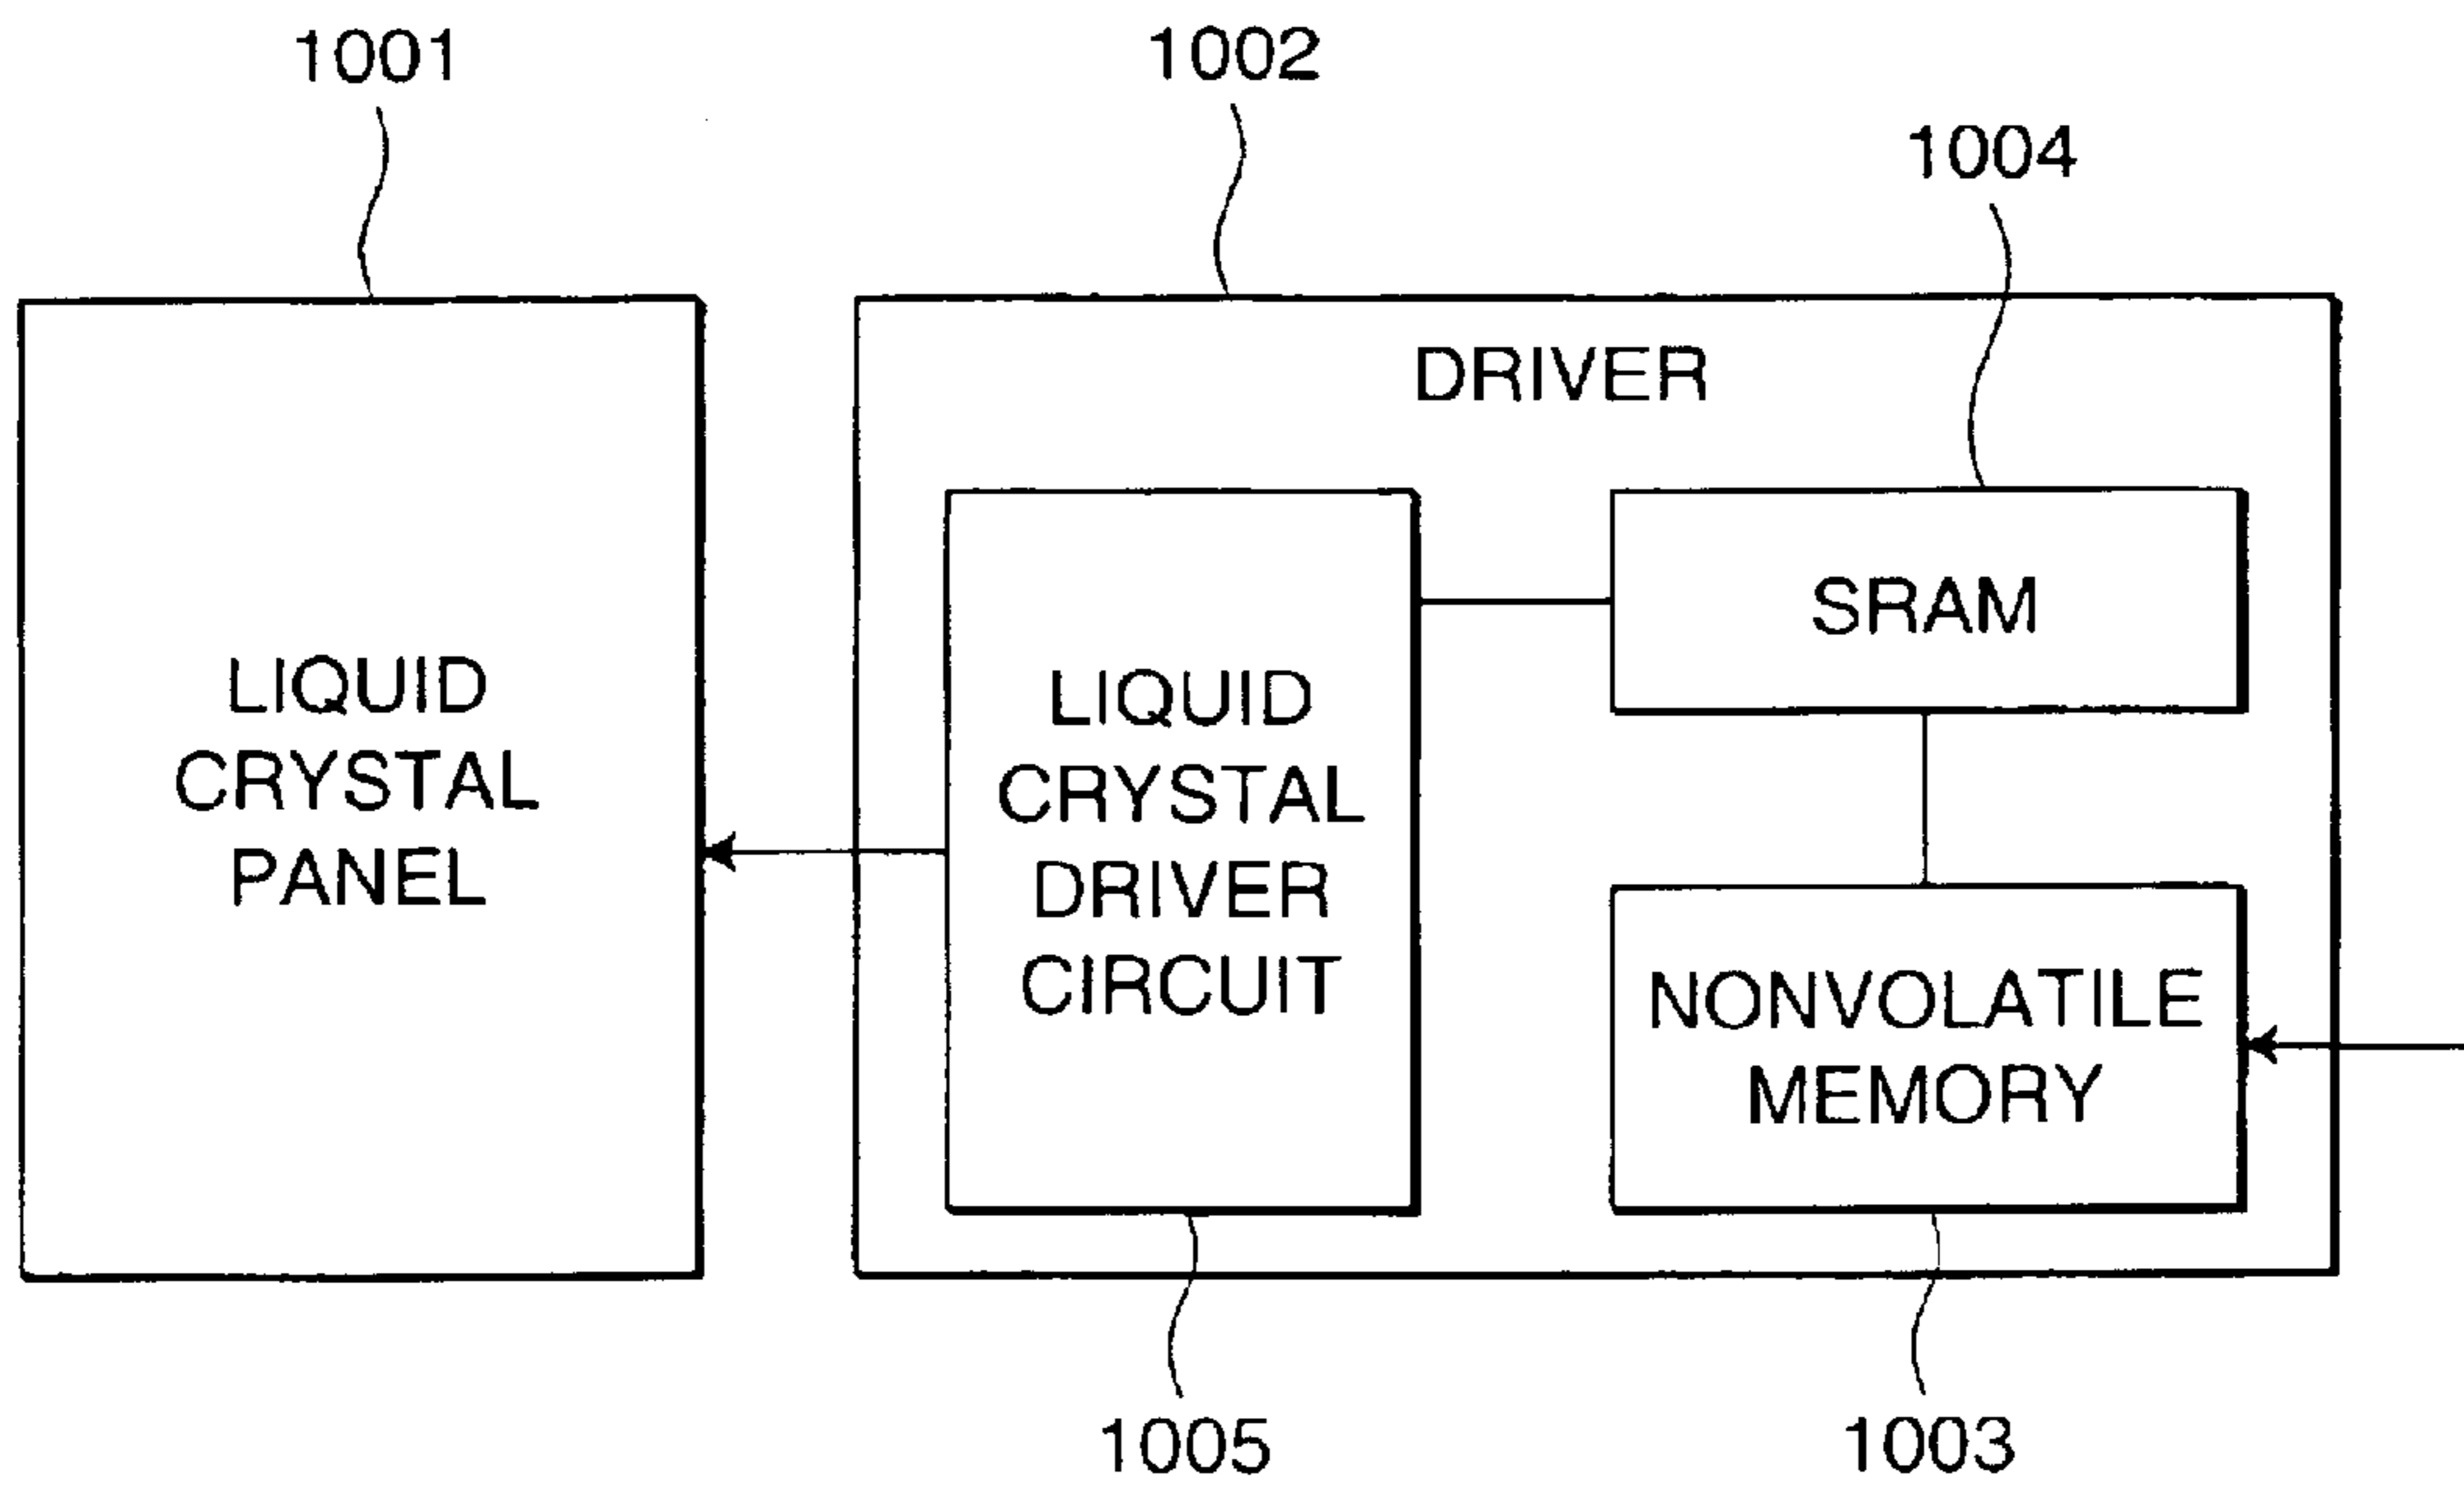 1001
1002
1004
DRIVER
LIQUID
CRYSTAL
PANEL
LIQUID
CRYSTAL
DRIVER
CIRCUIT
SRAM
NONVOLATILE
MEMORY
1005
1003